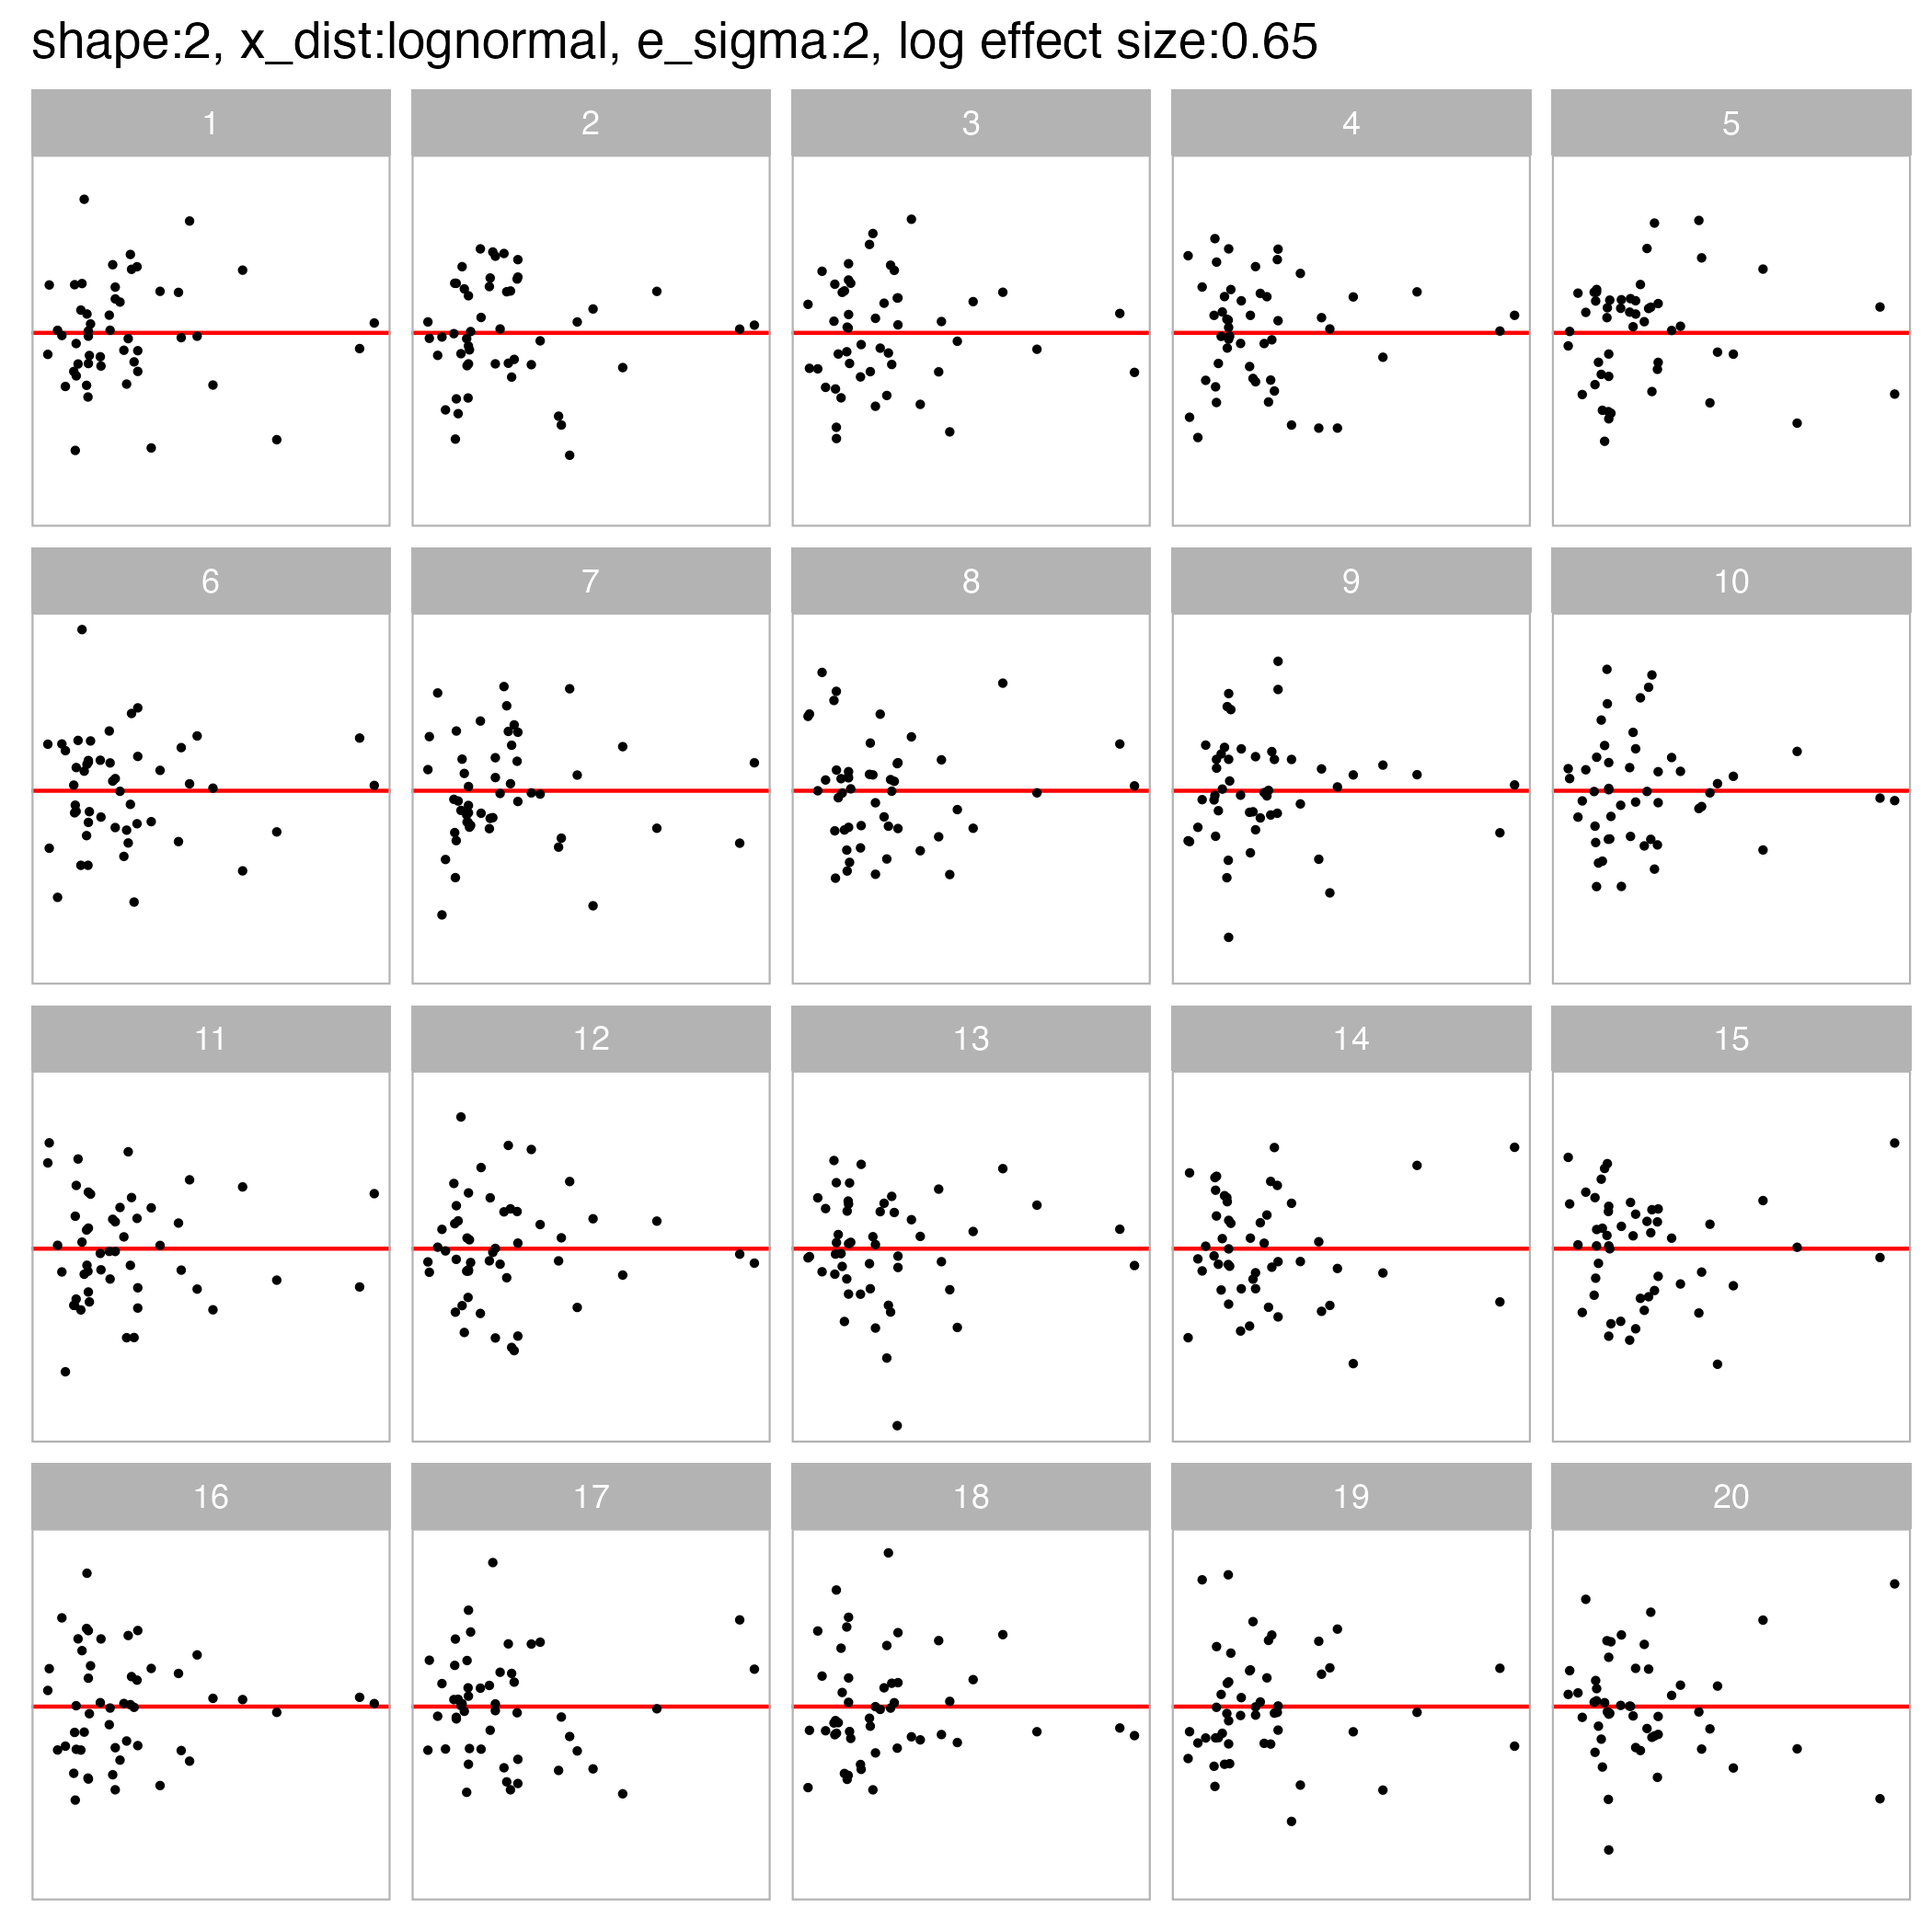 shape:2, x_dist:lognormal, e_sigma:2, log effect size:0.65
1 2 3 4 5
6 7 8 9 10
11 12 13 14 15
16 17 18 19 20